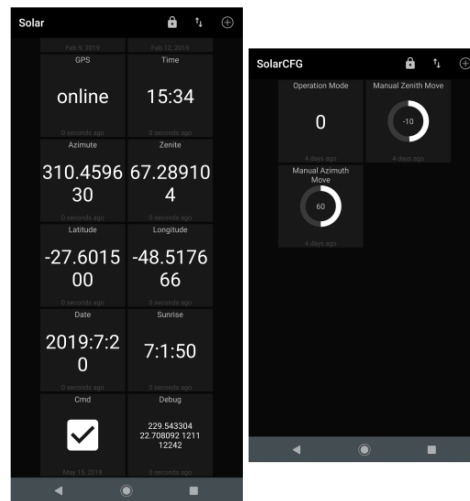 Solar
Feb 9, 2019 Feb 12, 2019
GPS Time
online 15:34
0 seconds ago 0 seconds ago
Azimute Zenite
310.4596 67.28910
30 4
0 seconds ago 0 seconds ago
Latitude Longitude
-27.6015 -48.5176
00 66
0 seconds ago 0 seconds ago
Date Sunrise
2019:7:2 7:1:50
0
0 seconds ago 0 seconds ago
Cmd Debug
229.543304
22.708092 1211
12242
May 15, 2018 0 seconds ago
SolarCFG
Operation Mode Manual Zenith Move
0 -10
4 days ago 4 days ago
Manual Azimuth
Move
60
4 days ago